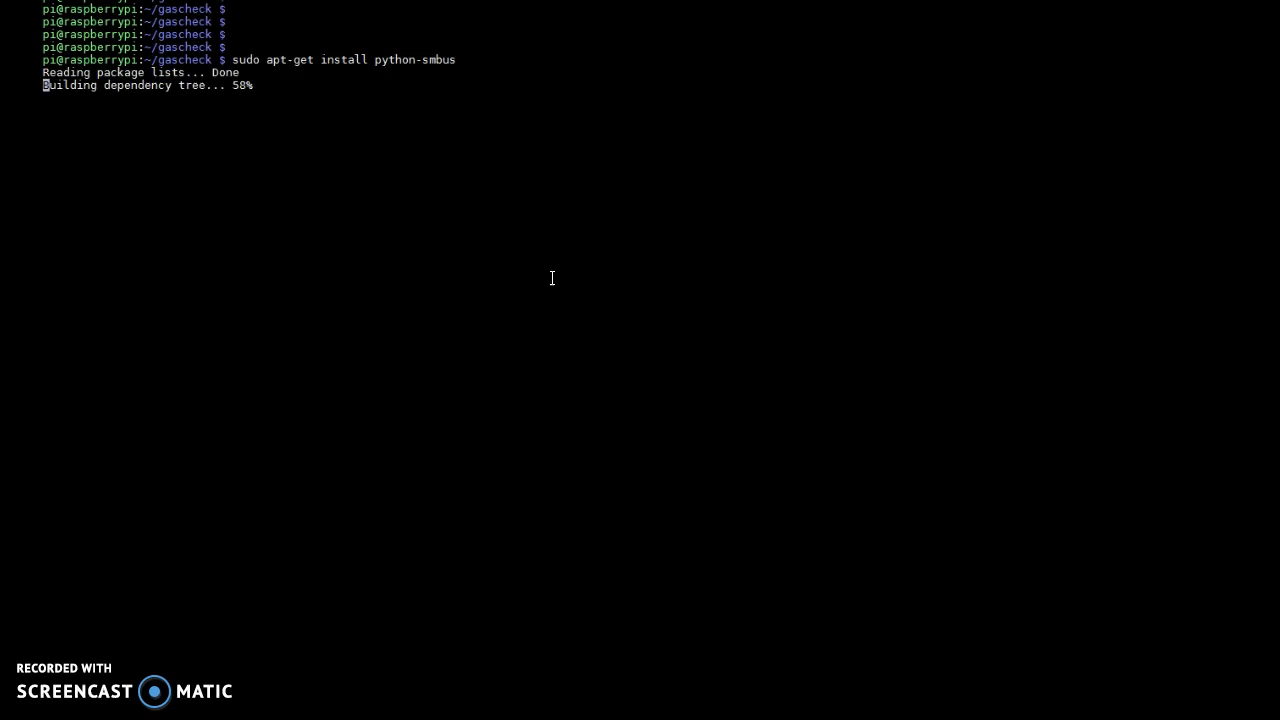 pi@raspberrypi:~/gascheck $
pi@raspberrypi:~/gascheck $
pi@raspberrypi:~/gascheck $
pi@raspberrypi:~/gascheck $
pi@raspberrypi:~/gascheck $ sudo apt-get install python-smbus
Reading package lists... Done
Building dependency tree... 58%
RECORDED WITH
SCREENCAST MATIC